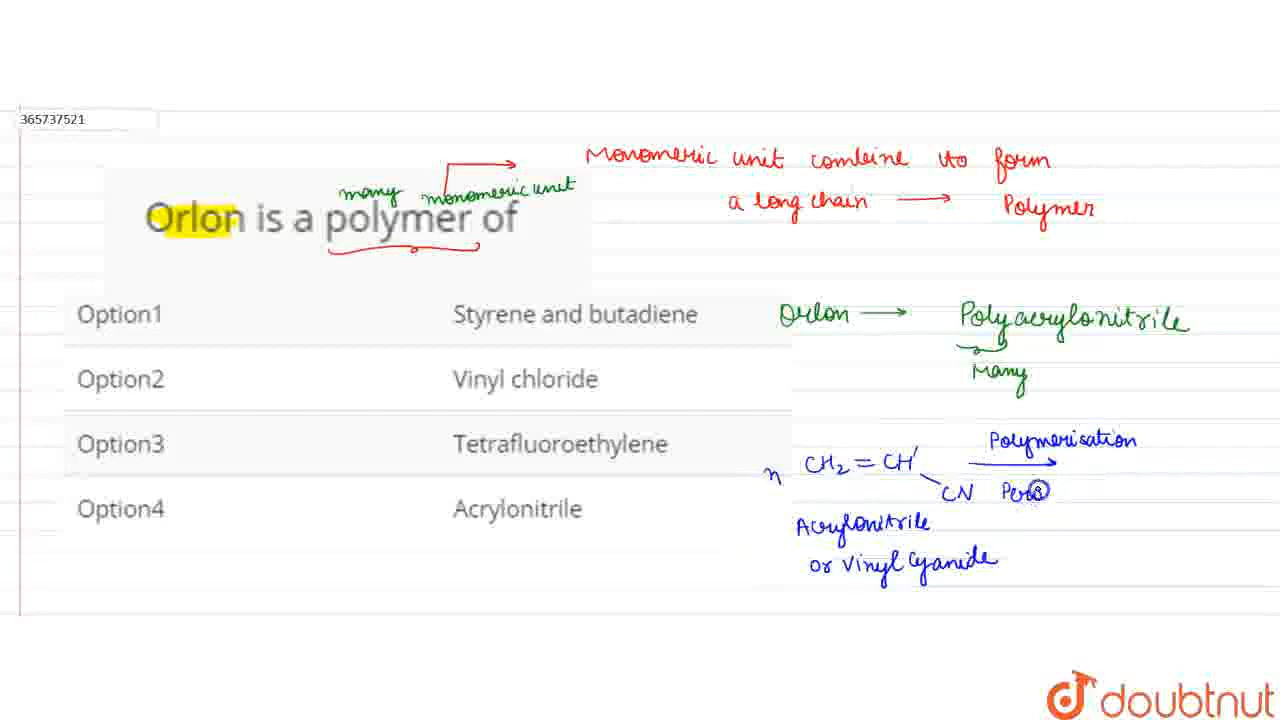 365737521
many monomeric unit
Monomeric unit combine to form
a long chain → Polymer
Orlon is a polymer of
Option1 Styrene and butadiene
Orlon → Polyacrylonitrile
Many
Option2 Vinyl chloride
Option3 Tetrafluoroethylene
Polymerisation
n CH₂ = CH
CN
Option4 Acrylonitrile
Acrylonitrile
or Vinyl Cyanide
doubtnut